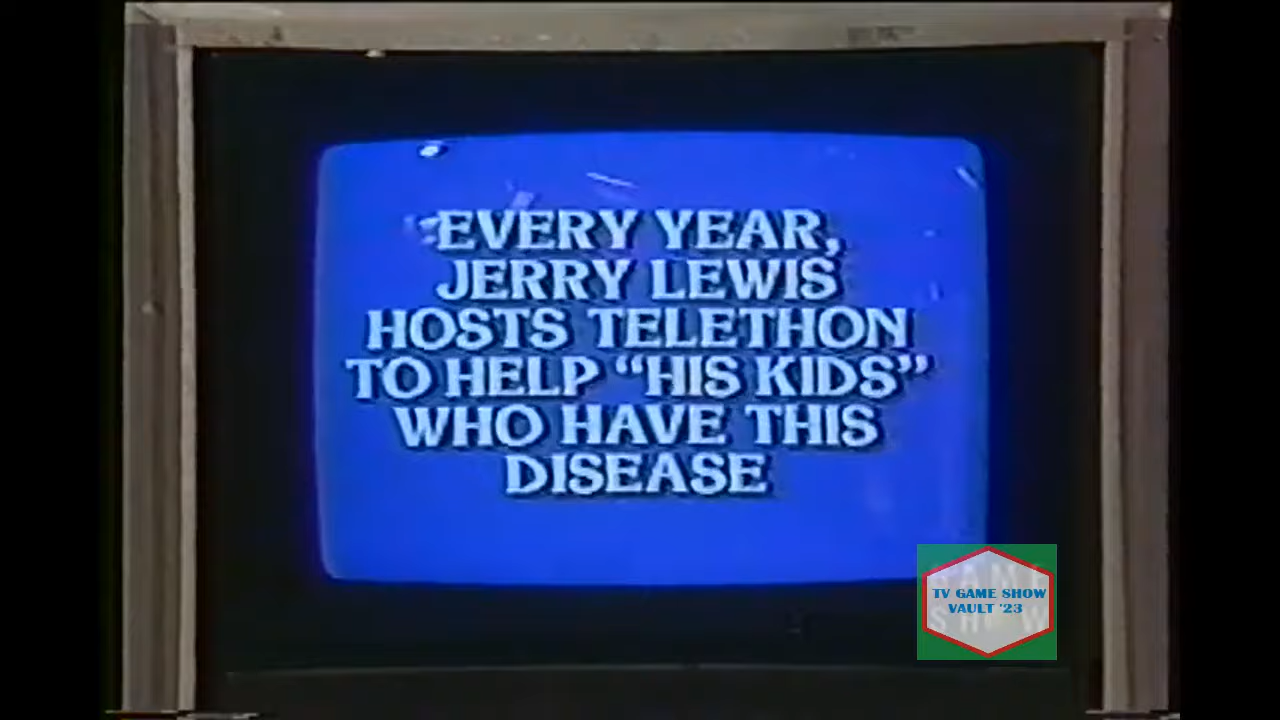 EVERY YEAR,
JERRY LEWIS
HOSTS TELETHON
TO HELP “HIS KIDS”
WHO HAVE THIS
DISEASE
GAME
TV GAME SHOW
VAULT '23